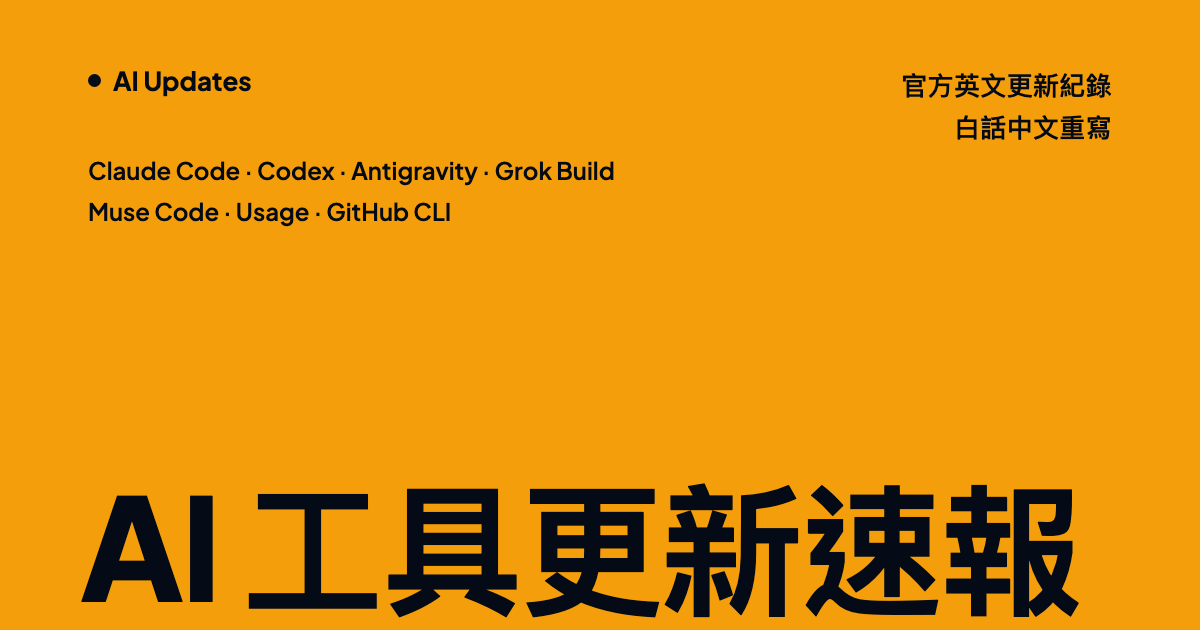 AI Updates
官方英文更新紀錄
白話中文重寫
Claude Code · Codex · Antigravity · Grok Build
Muse Code · Usage · GitHub CLI
AI 工具更新速報